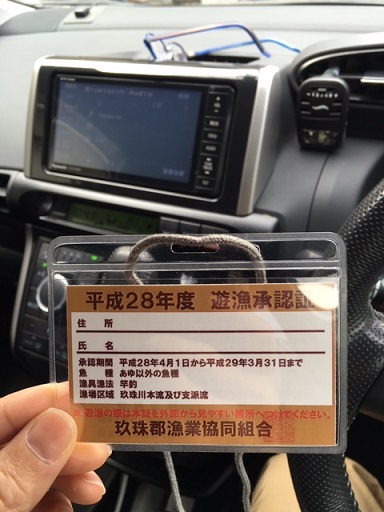 Bluetooth Audio
平成28年度 遊漁承認証
住 所
氏 名
承認期間 平成28年4月1日から平成29年3月31日まで
魚 種 あゆ以外の魚種
漁具漁法 竿釣
漁場区域 玖珠川本流及び支派流
※ 遊漁の際は本証を外部から見やすい箇所へつけてください。
玖珠郡漁業協同組合